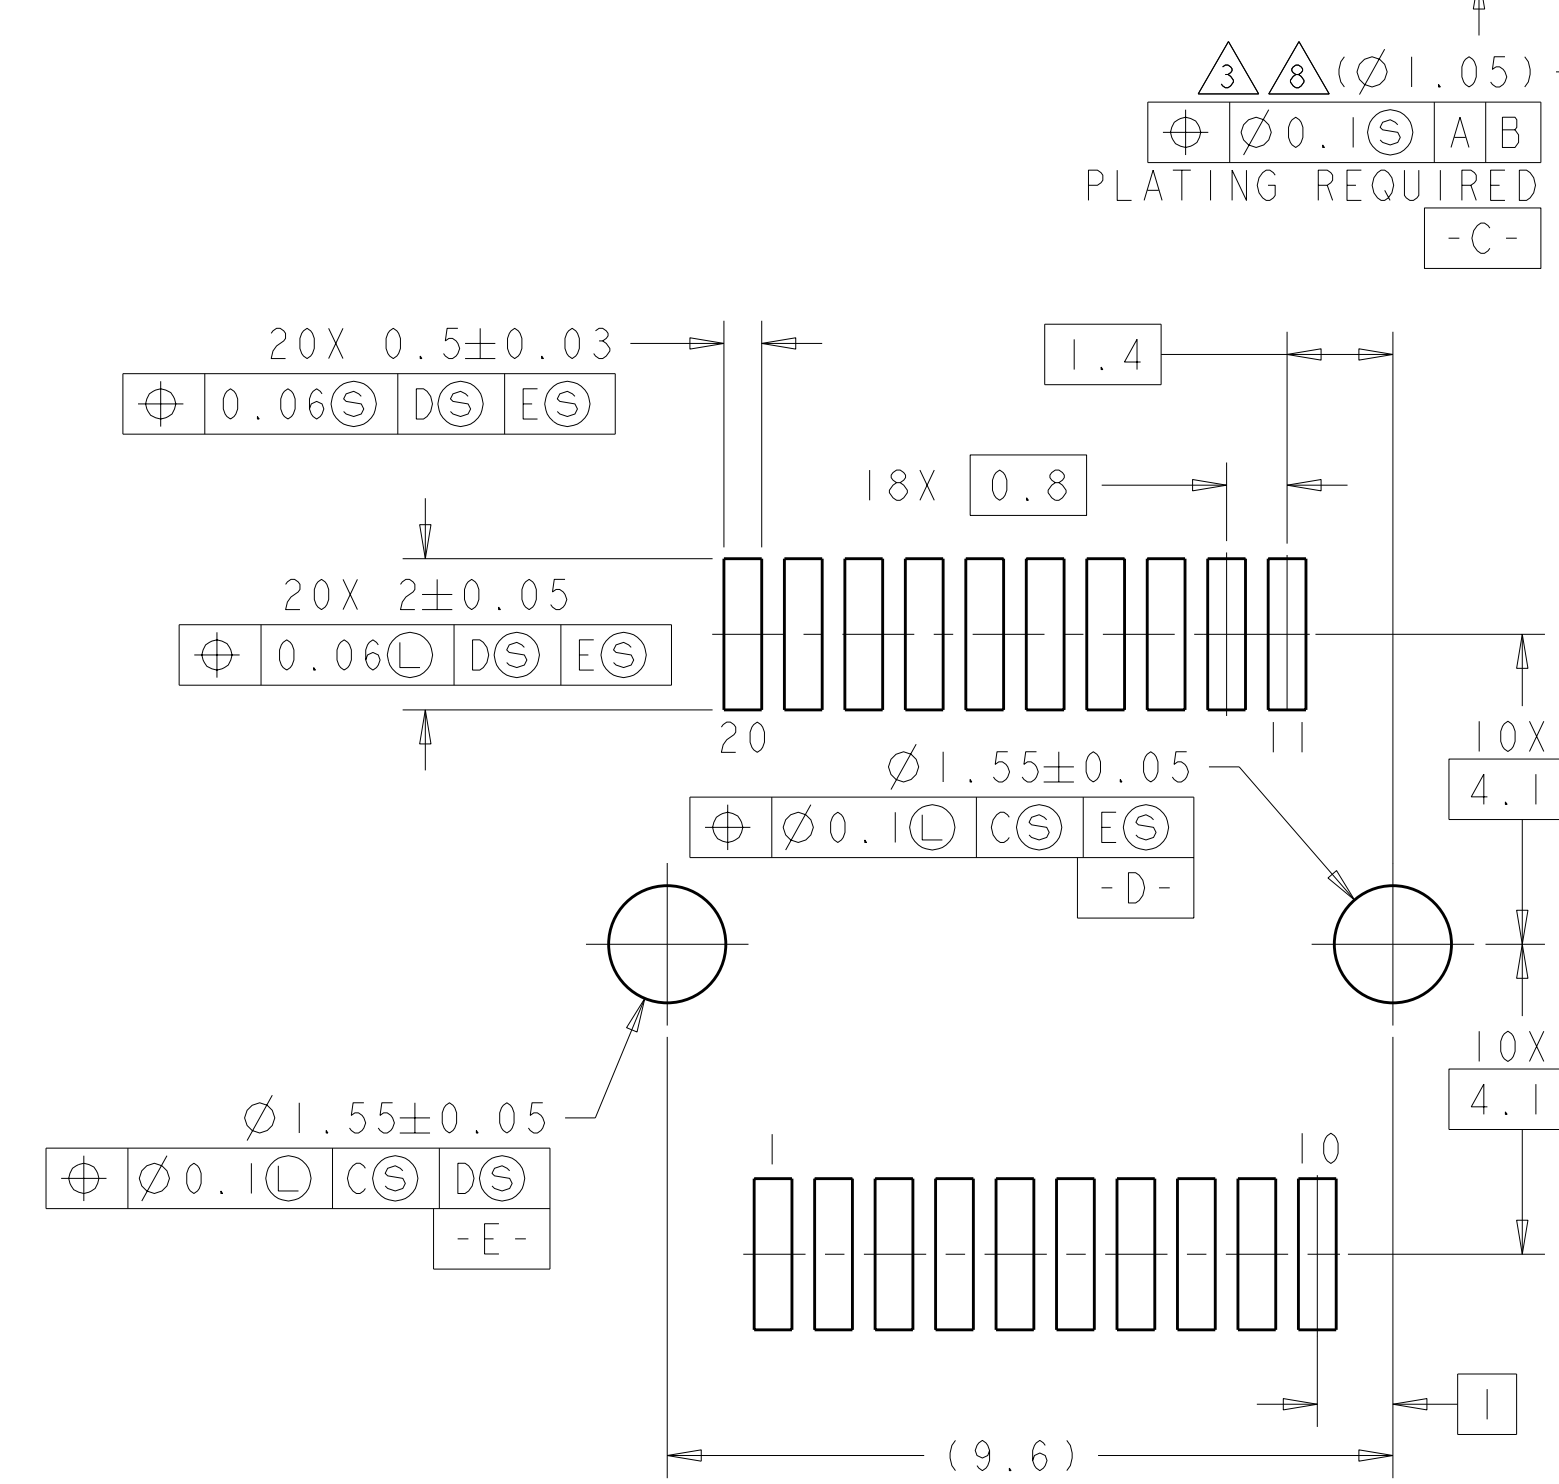 3 8 (Ø1.05)
⌖ Ø0.1Ⓢ A B
PLATING REQUIRED
-C-
20X 0.5±0.03
⌖ 0.06Ⓢ DⓈ EⓈ
1.4
18X 0.8
20X 2±0.05
⌖ 0.06Ⓛ DⓈ EⓈ
20
11
Ø1.55±0.05
⌖ Ø0.1Ⓛ CⓈ EⓈ
-D-
10X
4.1
10X
4.1
Ø1.55±0.05
⌖ Ø0.1Ⓛ CⓈ DⓈ
-E-
1
10
1
(9.6)